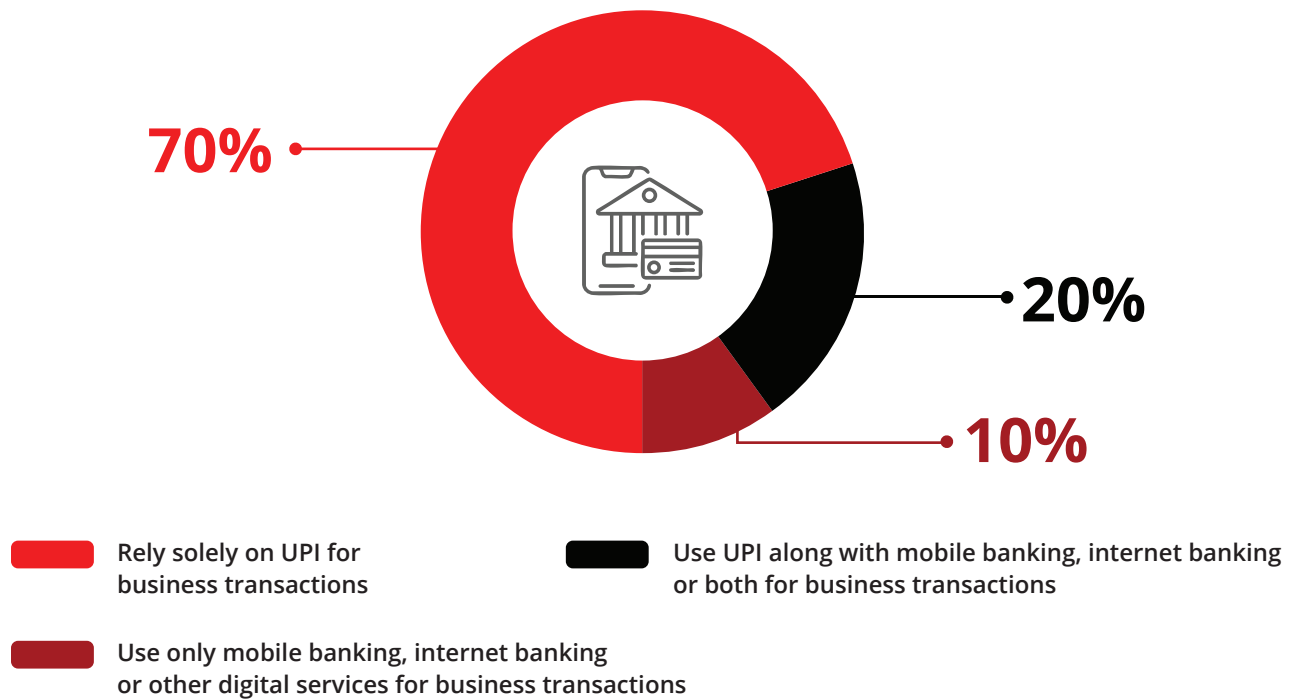 70%
20%
10%
Rely solely on UPI for
business transactions
Use UPI along with mobile banking, internet banking
or both for business transactions
Use only mobile banking, internet banking
or other digital services for business transactions